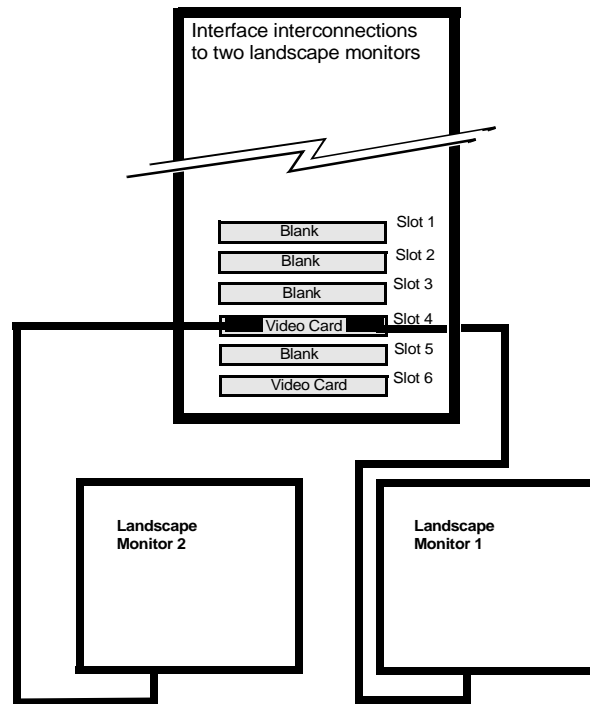 Interface interconnections
to two landscape monitors
Blank Slot 1
Blank Slot 2
Blank Slot 3
Video Card Slot 4
Blank Slot 5
Video Card Slot 6
Landscape
Monitor 2
Landscape
Monitor 1